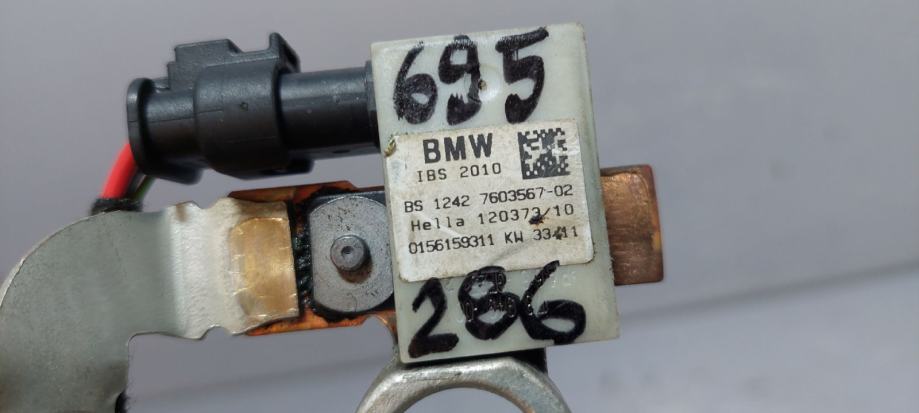 695
BMW
IBS 2010
BS 1242 7603567-02
Hella 120373/10
0156159311 KW 33.11
286